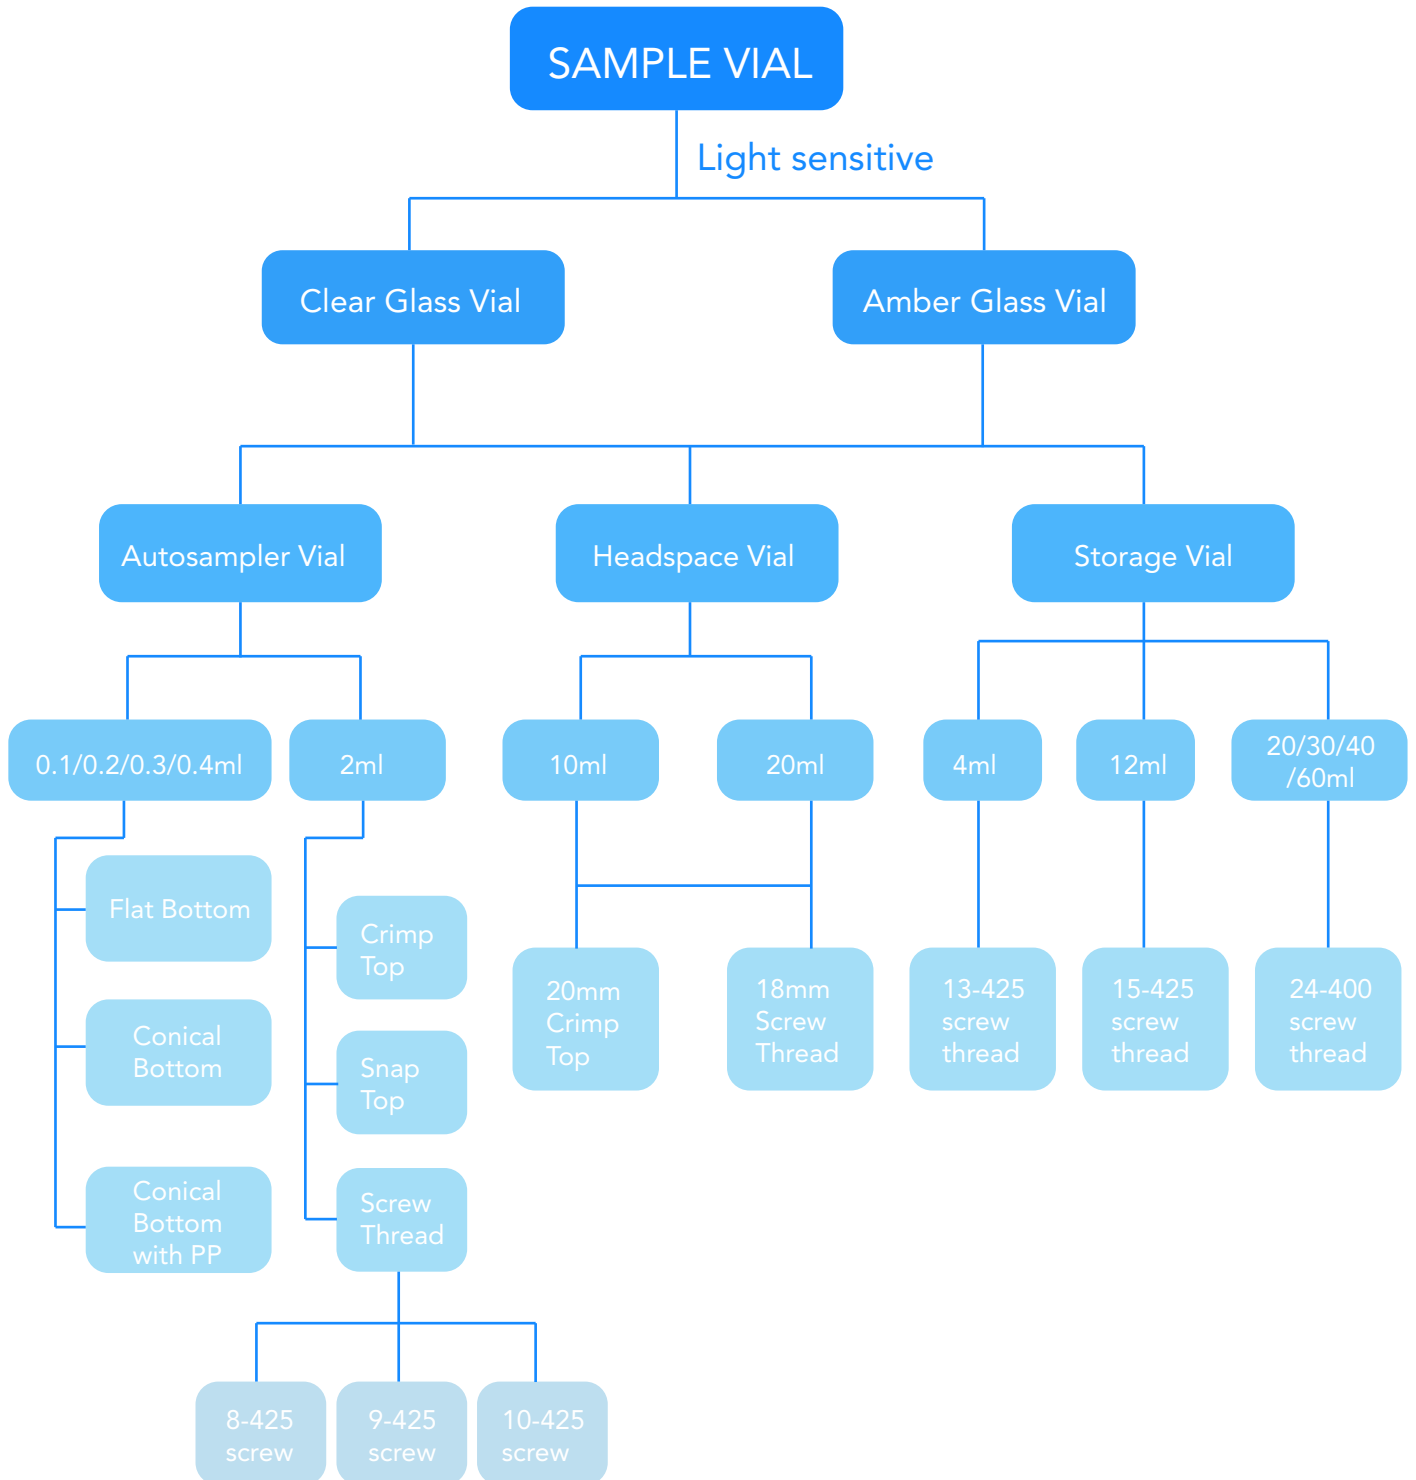 SAMPLE VIAL
Light sensitive
Clear Glass Vial
Amber Glass Vial
Autosampler Vial
Headspace Vial
Storage Vial
0.1/0.2/0.3/0.4ml
2ml
10ml
20ml
4ml
12ml
20/30/40
/60ml
Flat Bottom
Conical
Bottom
Conical
Bottom
with PP
Crimp
Top
Snap
Top
Screw
Thread
20mm
Crimp
Top
18mm
Screw
Thread
13-425
screw
thread
15-425
screw
thread
24-400
screw
thread
8-425
screw
9-425
screw
10-425
screw